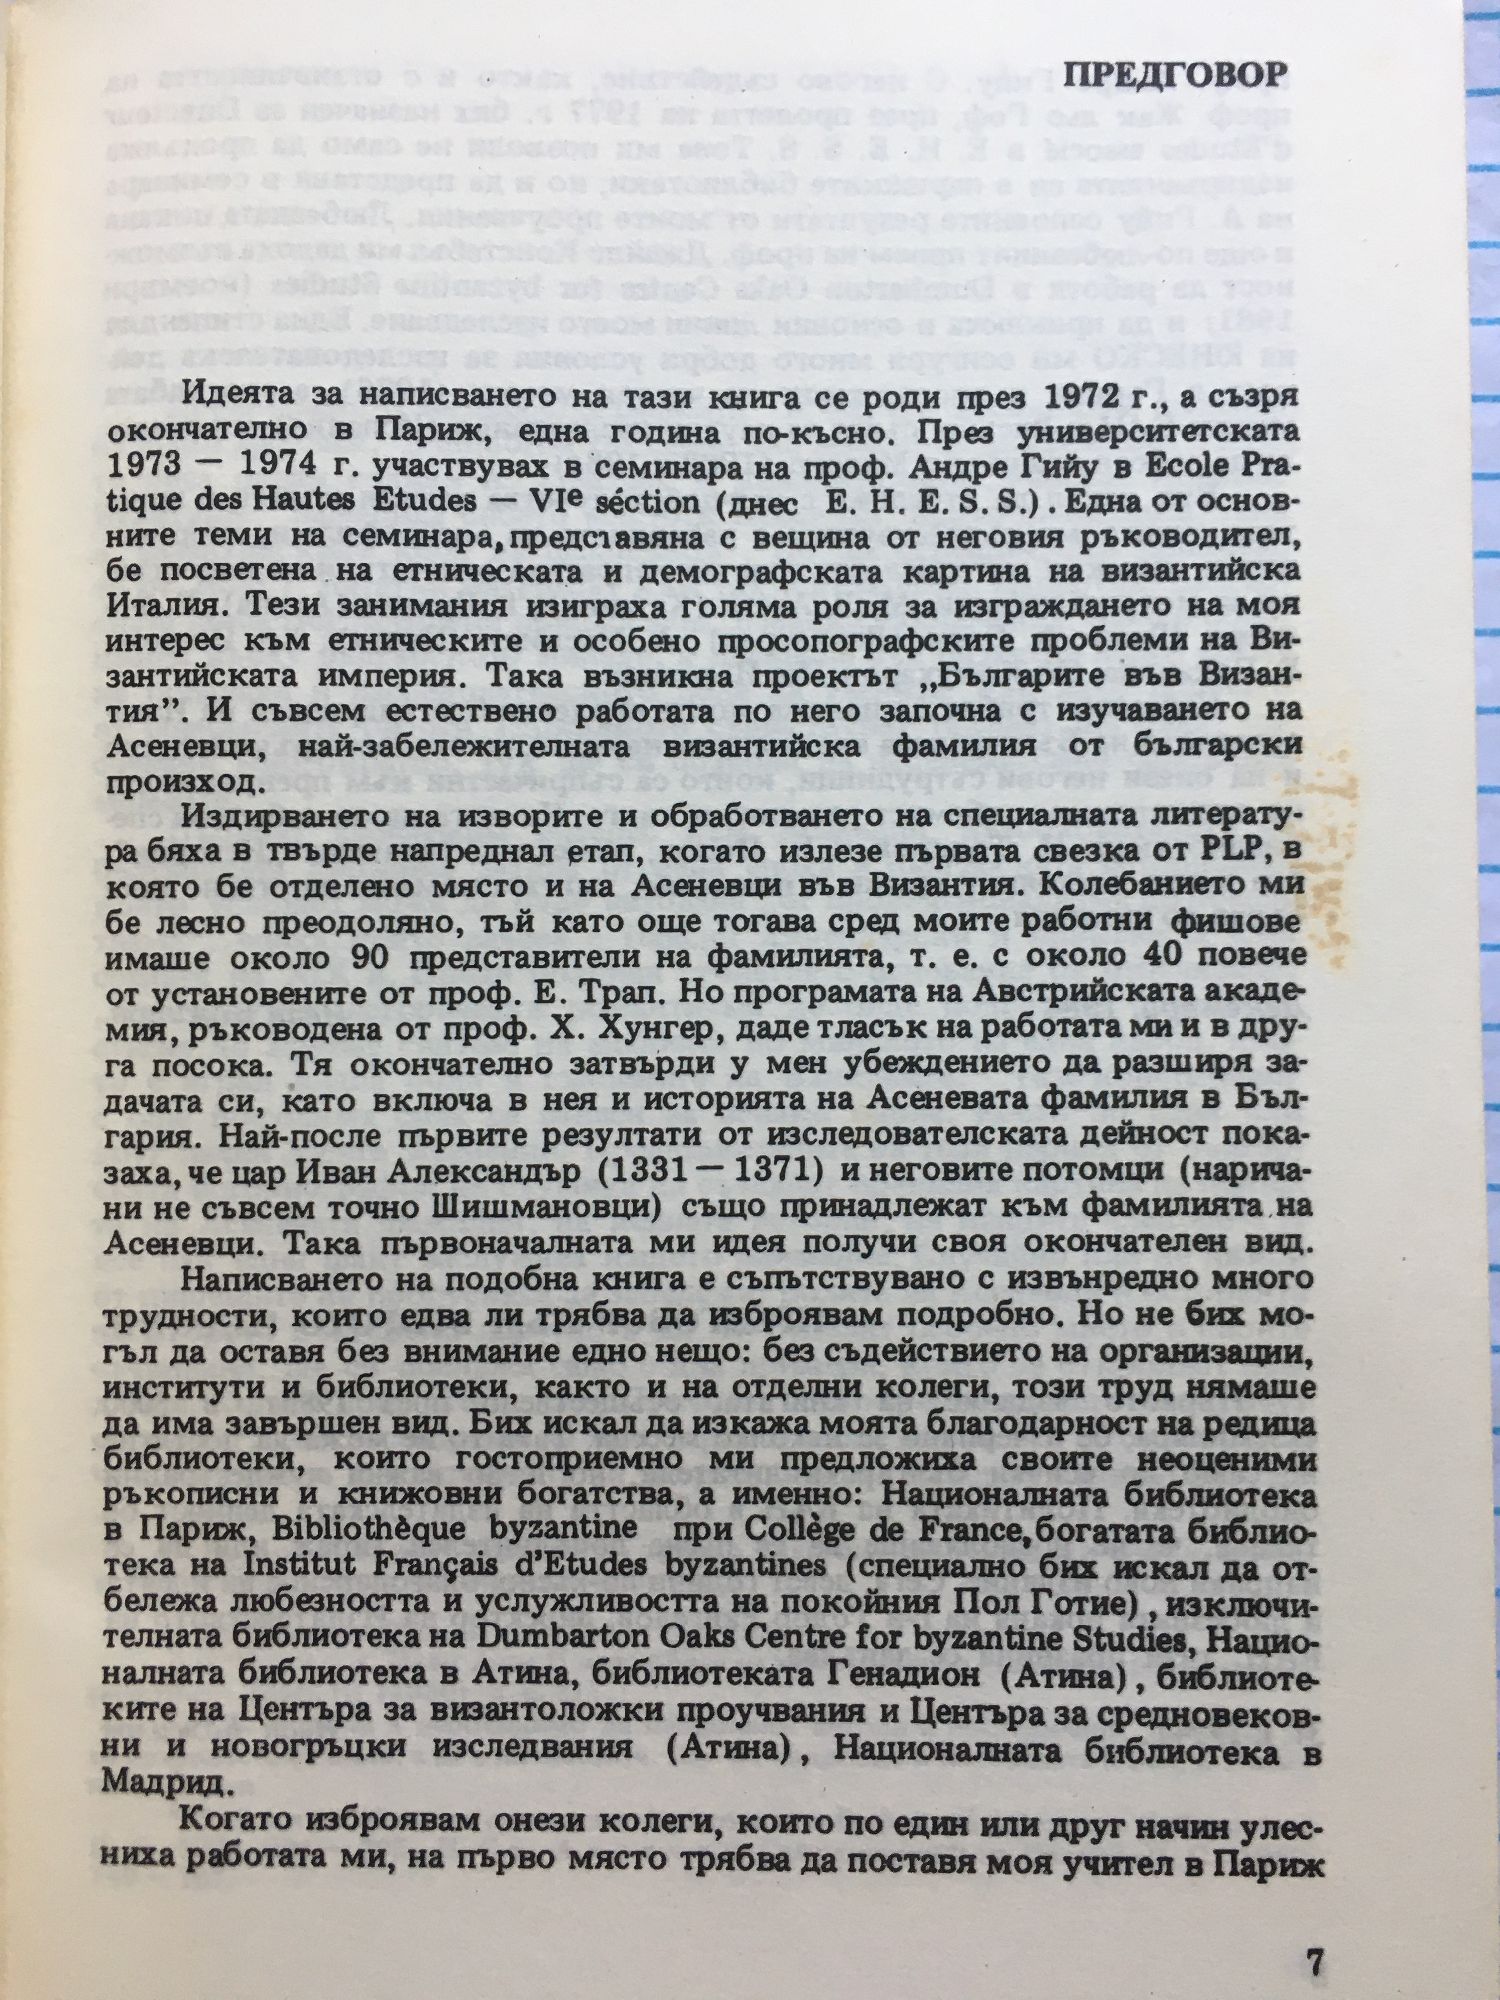 ПРЕДГОВОР
Идеята за написването на тази книга се роди през 1972 г., а съзря
окончателно в Париж, една година по-късно. През университетската
1973 — 1974 г. участвувах в семинара на проф. Андре Гийу в Ecole Pra-
tique des Hautes Etudes — VIe séction (днес E. H. E. S. S.). Една от основ-
ните теми на семинара, представяна с вещина от неговия ръководител,
бе посветена на етническата и демографската картина на византийска
Италия. Тези занимания изиграха голяма роля за изграждането на моя
интерес към етническите и особено просопографските проблеми на Ви-
зантийската империя. Така възникна проектът „Българите във Визан-
тия”. И съвсем естествено работата по него започна с изучаването на
Асеневци, най-забележителната византийска фамилия от български
произход.
Издирването на изворите и обработването на специалната литерату-
ра бяха в твърде напреднал етап, когато излезе първата свезка от PLP, в
която бе отделено място и на Асеневци във Византия. Колебанието ми
бе лесно преодоляно, тъй като още тогава сред моите работни фишове
имаше около 90 представители на фамилията, т. е. с около 40 повече
от установените от проф. Е. Трап. Но програмата на Австрийската акаде-
мия, ръководена от проф. Х. Хунгер, даде тласък на работата ми и в дру-
га посока. Тя окончателно затвърди у мен убеждението да разширя за-
дачата си, като включа в нея и историята на Асеневата фамилия в Бъл-
гария. Най-после първите резултати от изследователската дейност пока-
заха, че цар Иван Александър (1331 — 1371) и неговите потомци (нарича-
ни не съвсем точно Шишмановци) също принадлежат към фамилията на
Асеневци. Така първоначалната ми идея получи своя окончателен вид.
Написването на подобна книга е съпътствувано с извънредно много
трудности, които едва ли трябва да изброявам подробно. Но не бих мо-
гъл да оставя без внимание едно нещо: без съдействието на организации,
институти и библиотеки, както и на отделни колеги, този труд нямаше
да има завършен вид. Бих искал да изкажа моята благодарност на редица
библиотеки, които гостоприемно ми предложиха своите неоценими
ръкописни и книжовни богатства, а именно: Националната библиотека
в Париж, Bibliothèque byzantine при Collège de France, богатата библио-
тека на Institut Français d’Etudes byzantines (специално бих искал да от-
бележа любезността и услужливостта на покойния Пол Готие), изключи-
телната библиотека на Dumbarton Oaks Centre for byzantine Studies, Нацио-
налната библиотека в Атина, библиотеката Генадион (Атина), библиоте-
ките на Центъра за византоложки проучвания и Центъра за средновеков-
ни и новогръцки изследвания (Атина), Националната библиотека в
Мадрид.
Когато изброявам онези колеги, които по един или друг начин улес-
ниха работата ми, на първо място трябва да поставя моя учител в Париж
7